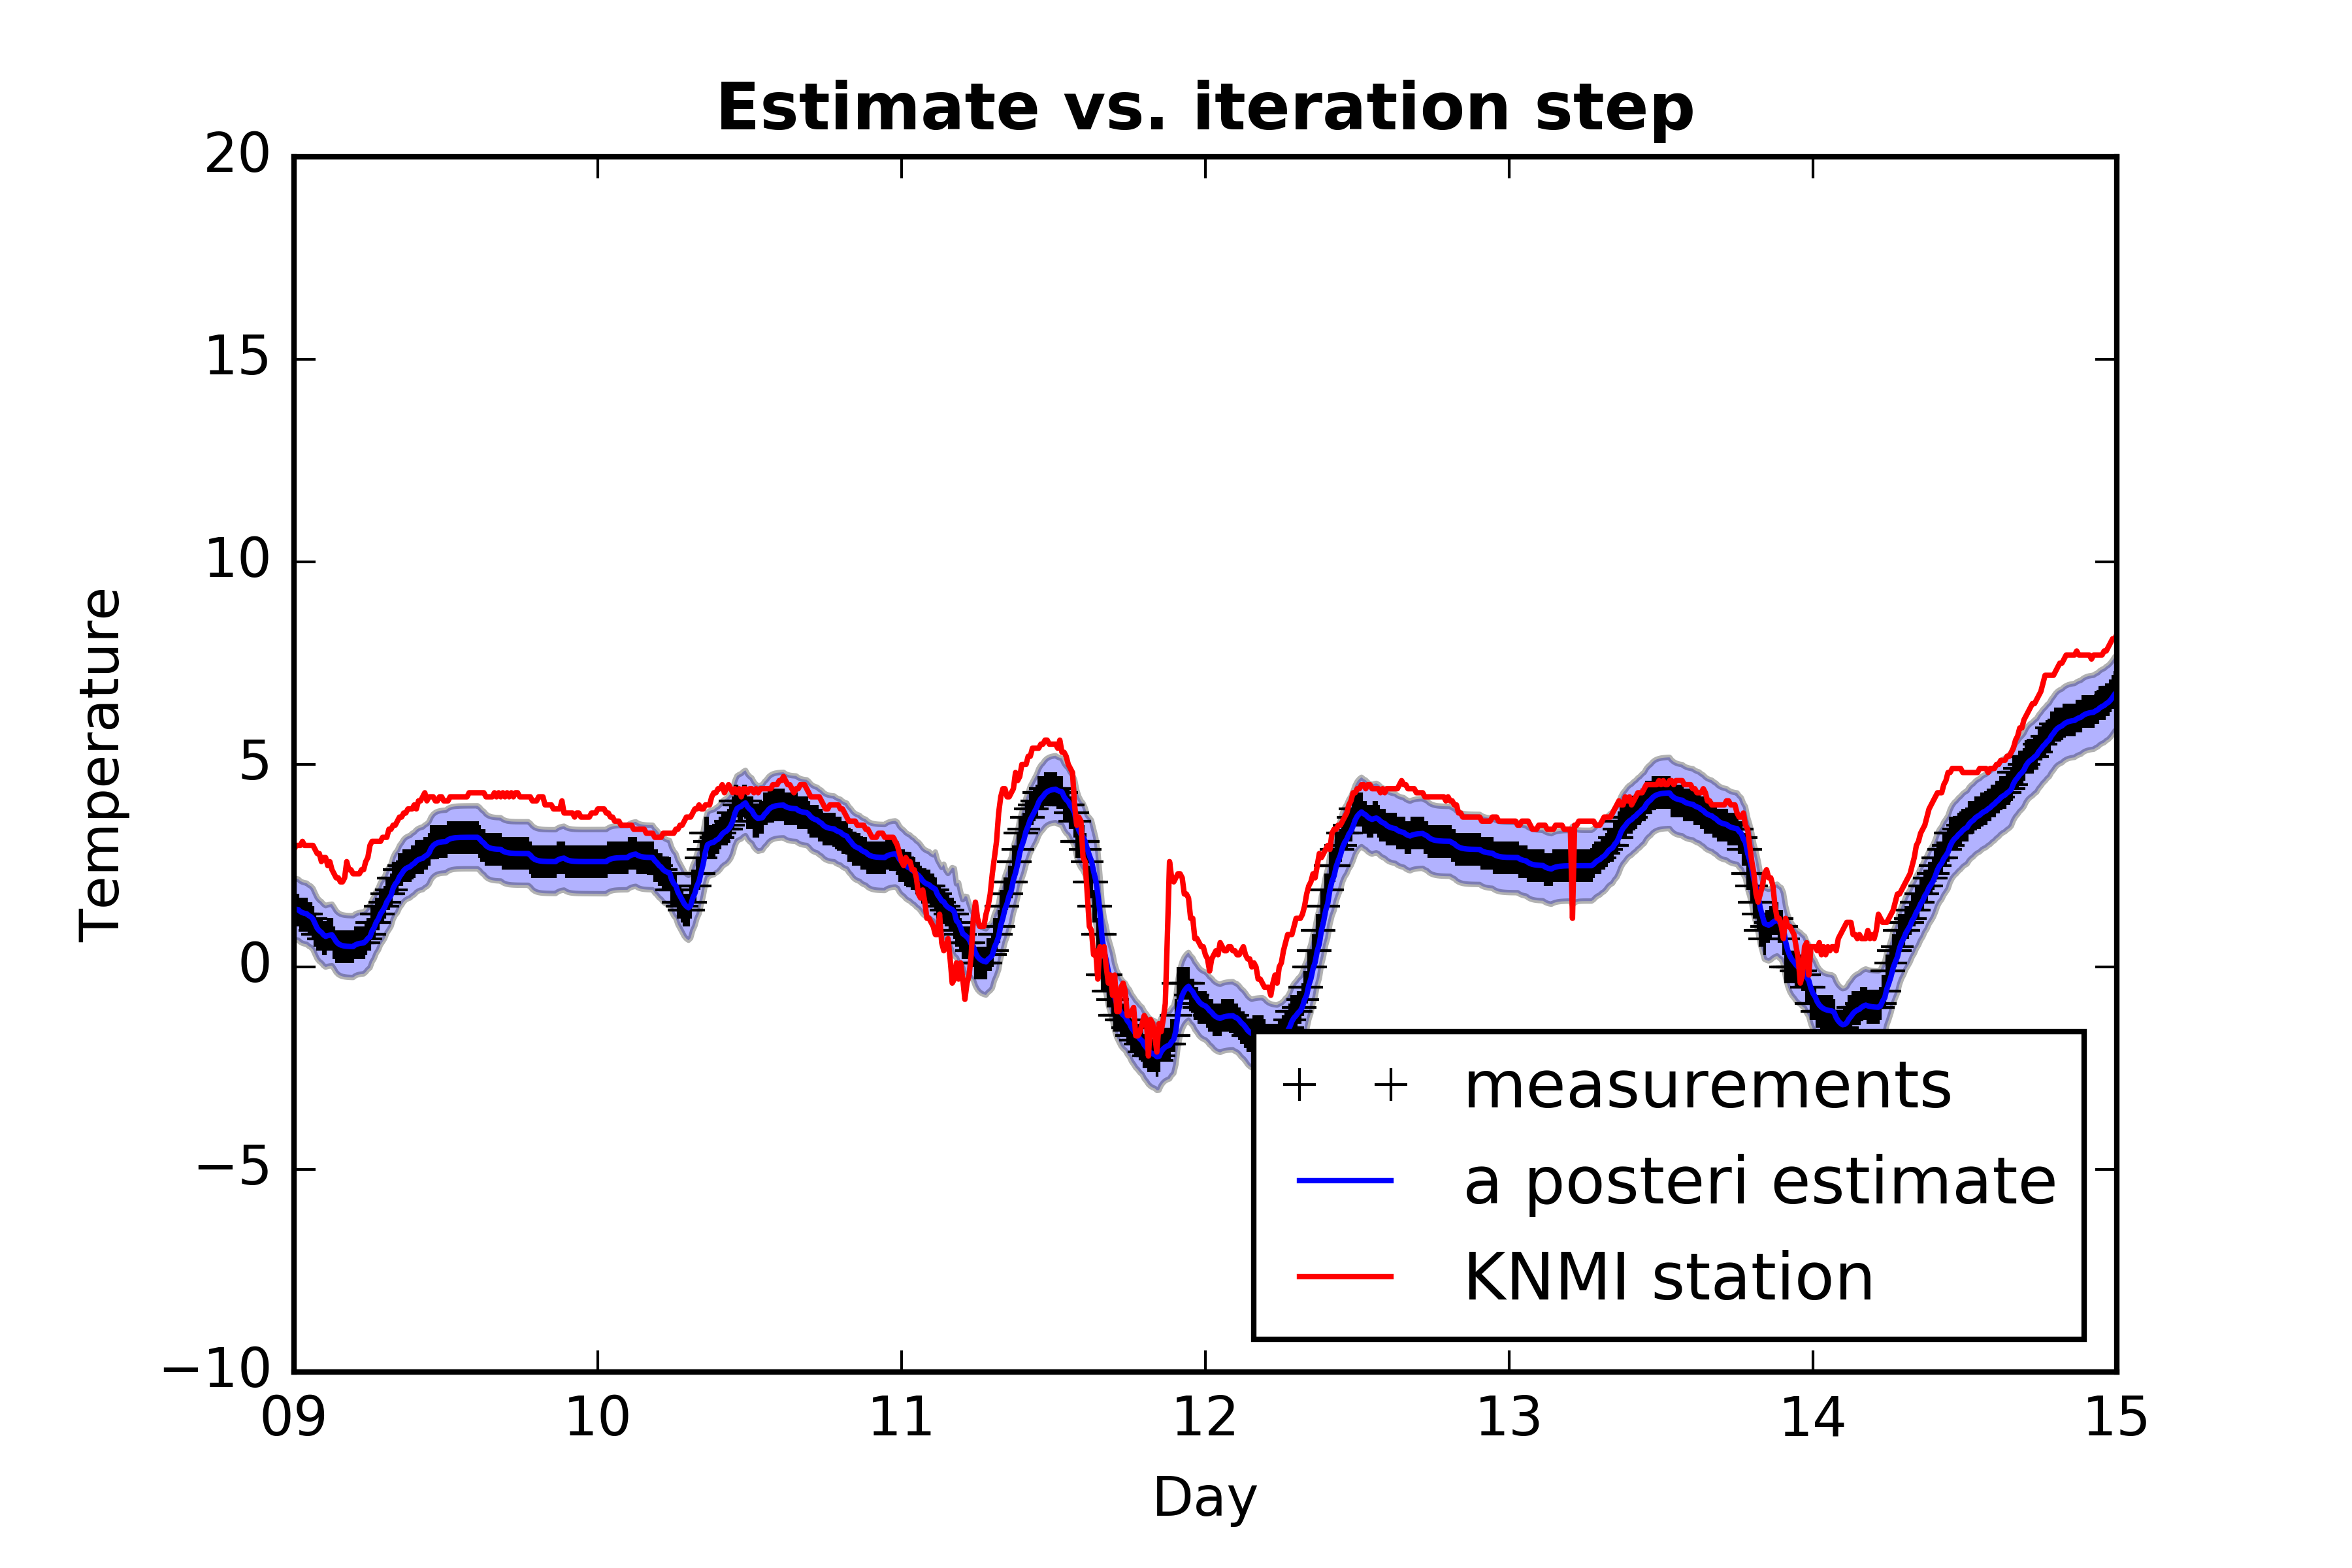 Estimate vs. iteration step
20
15
10
5
0
−5
−10
Temperature
measurements
a posteri estimate
KNMI station
09 10 11 12 13 14 15
Day